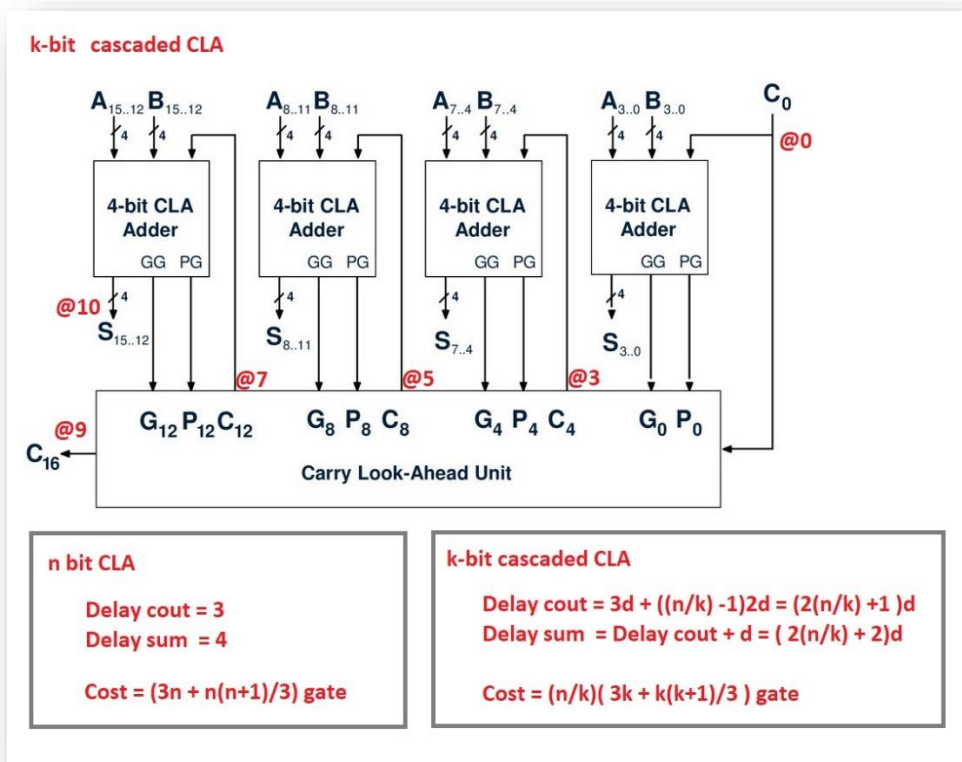 k-bit cascaded CLA
A15..12 B15..12 A8..11 B8..11 A7..4 B7..4 A3..0 B3..0 C0
4 4 4 4 4 4 4 4 @0
4-bit CLA 4-bit CLA 4-bit CLA 4-bit CLA
Adder Adder Adder Adder
GG PG GG PG GG PG GG PG
@10 4 4 4 4
S15..12 S8..11 S7..4 S3..0
@7 @5 @3
G12 P12 C12 G8 P8 C8 G4 P4 C4 G0 P0
@9
C16
Carry Look-Ahead Unit
n bit CLA
Delay cout = 3
Delay sum = 4
Cost = (3n + n(n+1)/3) gate
k-bit cascaded CLA
Delay cout = 3d + ((n/k) -1)2d = (2(n/k) +1 )d
Delay sum = Delay cout + d = ( 2(n/k) + 2)d
Cost = (n/k)( 3k + k(k+1)/3 ) gate